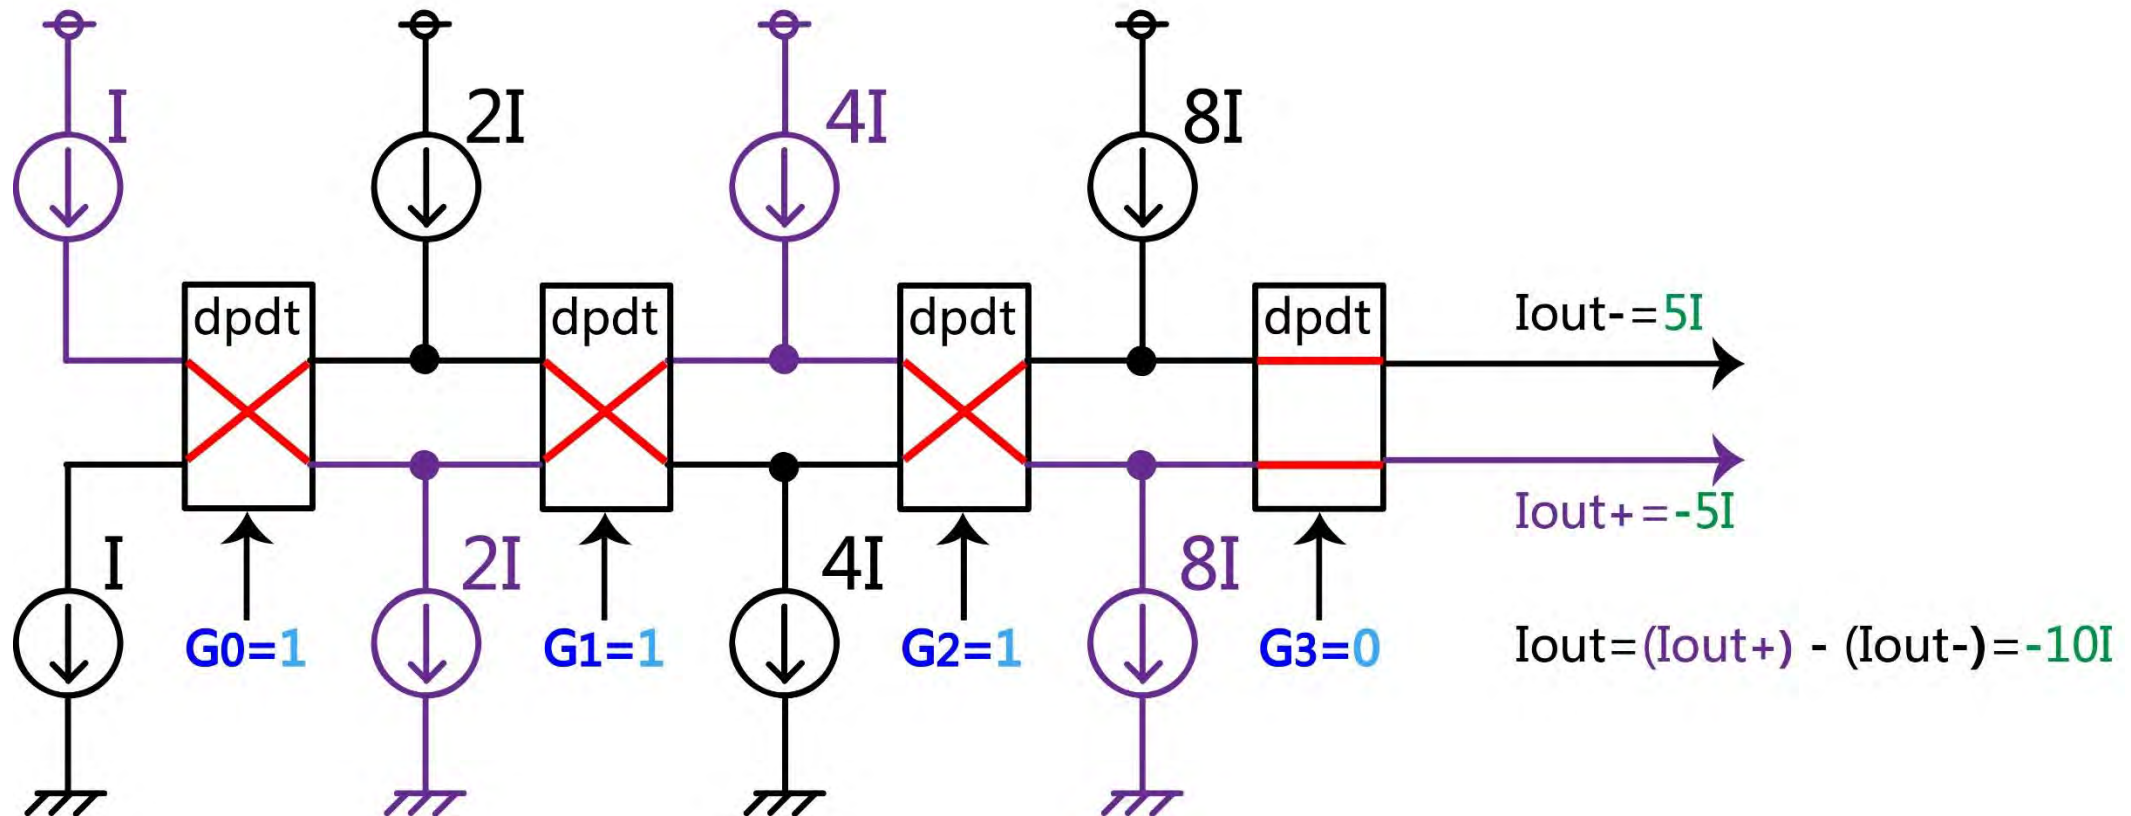 I
2I
4I
8I
dpdt
dpdt
dpdt
dpdt
Iout-=5I
Iout+=-5I
I
2I
4I
8I
G0=1
G1=1
G2=1
G3=0
Iout=(Iout+) - (Iout-)=-10I